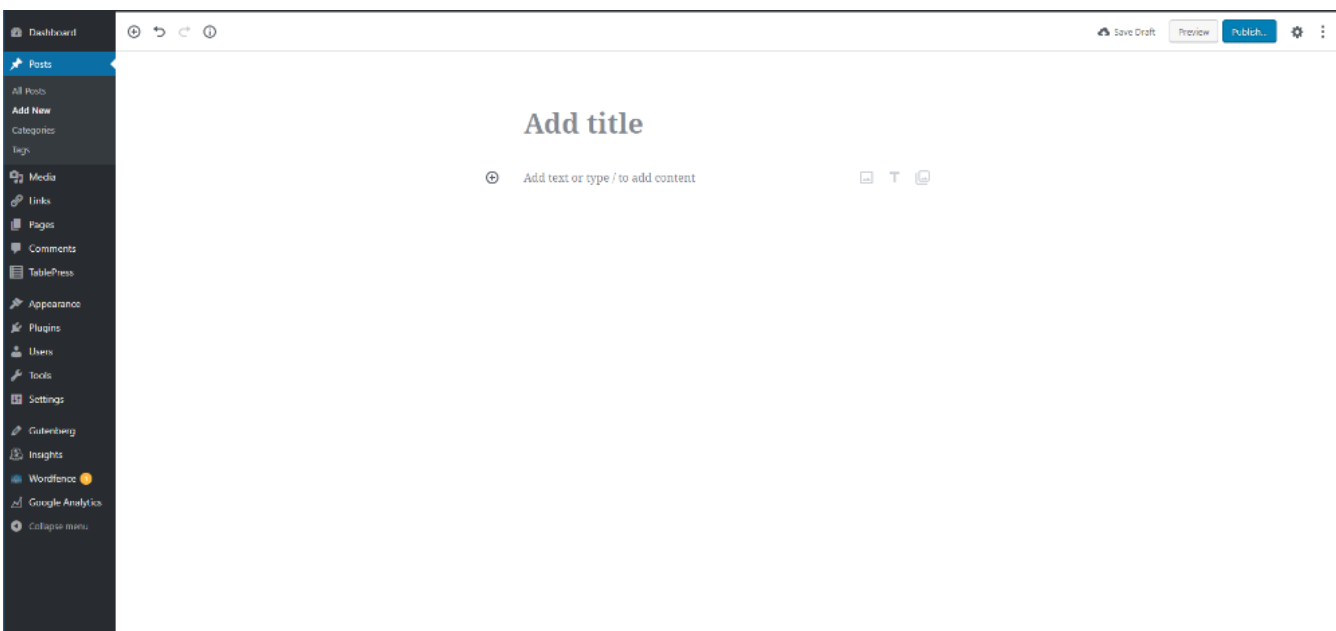 Dashboard
Save Draft Preview Publish...
Posts
All Posts
Add New
Categories
Tags
Media
Links
Pages
Comments
TablePress
Appearance
Plugins
Users
Tools
Settings
Gutenberg
Insights
Wordfence 1
Google Analytics
Collapse menu
Add title
Add text or type / to add content